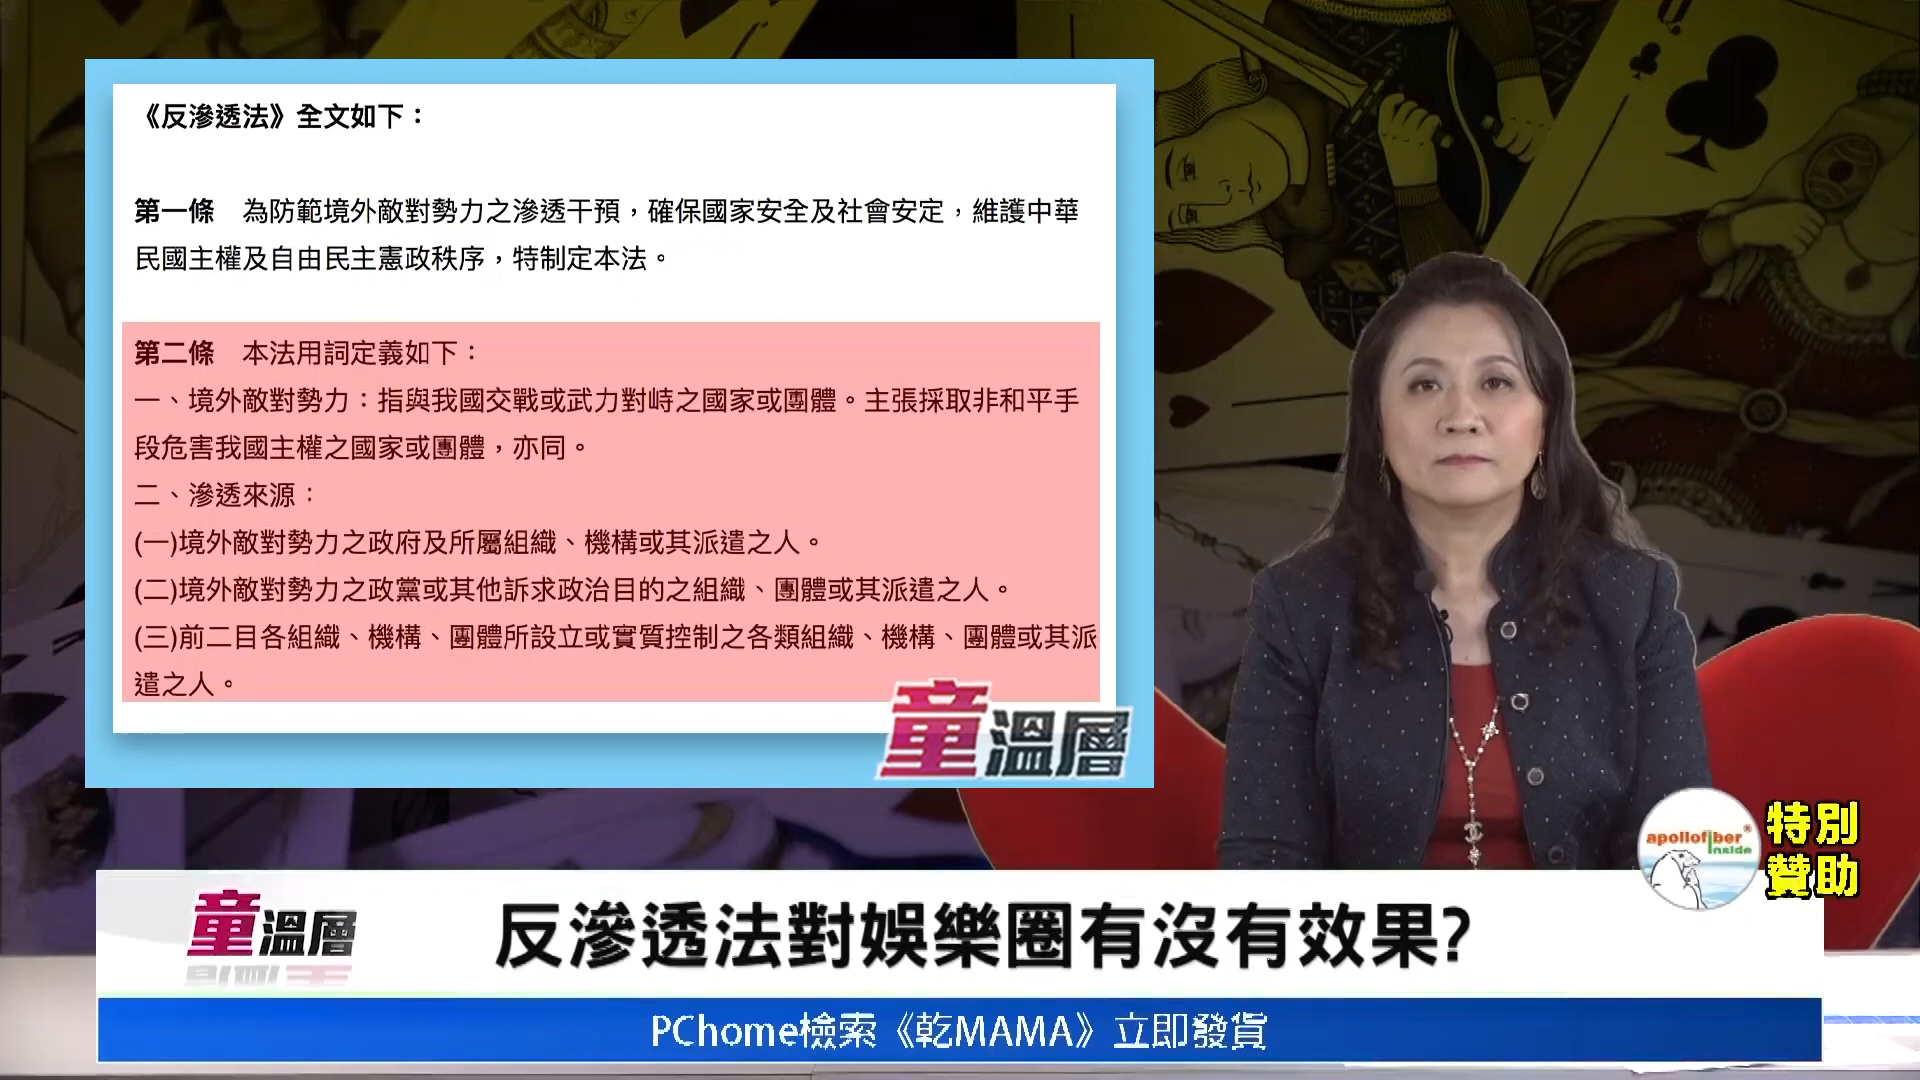 《反滲透法》全文如下：
第一條　為防範境外敵對勢力之滲透干預，確保國家安全及社會安定，維護中華
民國主權及自由民主憲政秩序，特制定本法。
第二條　本法用詞定義如下：
一、境外敵對勢力：指與我國交戰或武力對峙之國家或團體。主張採取非和平手
段危害我國主權之國家或團體，亦同。
二、滲透來源：
(一)境外敵對勢力之政府及所屬組織、機構或其派遣之人。
(二)境外敵對勢力之政黨或其他訴求政治目的之組織、團體或其派遣之人。
(三)前二目各組織、機構、團體所設立或實質控制之各類組織、機構、團體或其派
遣之人。
童溫層
apollofiber®
inside
特別
贊助
童溫層
反滲透法對娛樂圈有沒有效果?
PChome檢索《乾MAMA》立即發貨